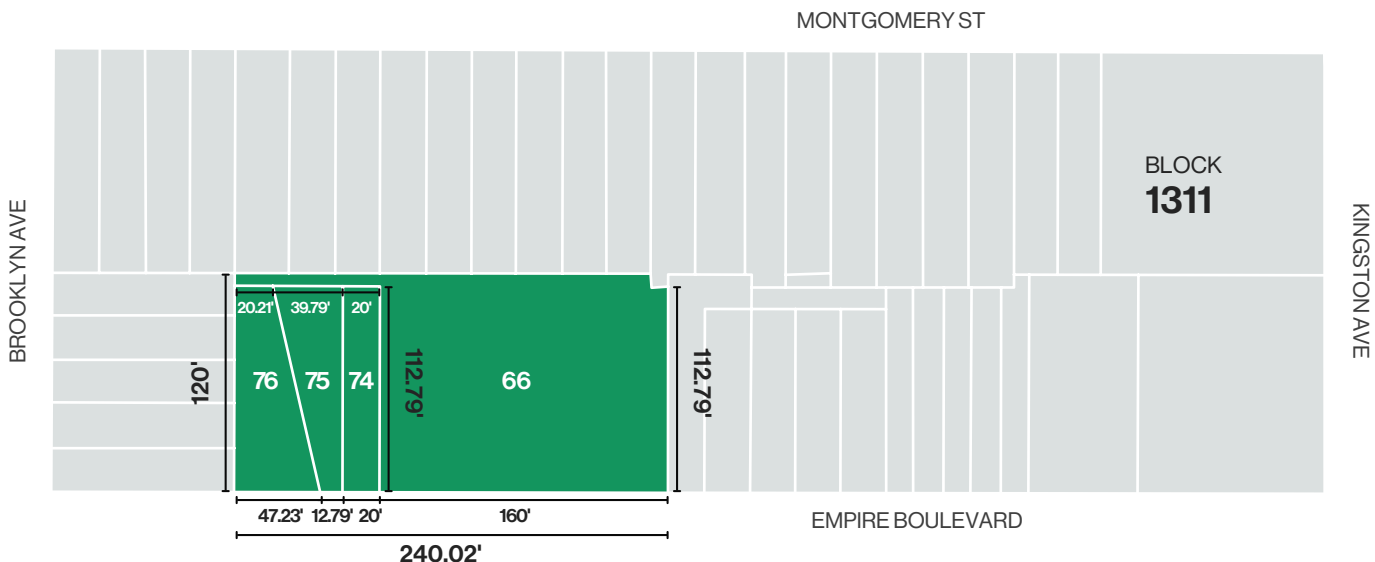 MONTGOMERY ST
BLOCK
1311
BROOKLYN AVE
KINGSTON AVE
20.21' 39.79' 20'
120'
76 75 74 66
112.79'
112.79'
47.23' 12.79' 20' 160'
EMPIRE BOULEVARD
240.02'